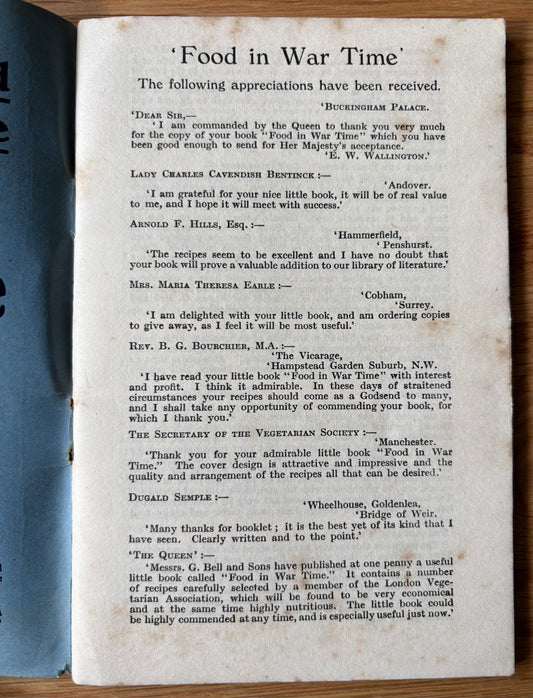 'Food in War Time'
The following appreciations have been received.
'Buckingham Palace.
'Dear Sir,—
'I am commanded by the Queen to thank you very much
for the copy of your book "Food in War Time" which you have
been good enough to send for Her Majesty's acceptance.
'E. W. Wallington.'
Lady Charles Cavendish Bentinck :—
'Andover.
'I am grateful for your nice little book, it will be of real value
to me, and I hope it will meet with success.'
Arnold F. Hills, Esq. :—
'Hammerfield,
'Penshurst.
'The recipes seem to be excellent and I have no doubt that
your book will prove a valuable addition to our library of literature.'
Mrs. Maria Theresa Earle :—
'Cobham,
'Surrey.
'I am delighted with your little book, and am ordering copies
to give away, as I feel it will be most useful.'
Rev. B. G. Bourchier, M.A. :—
'The Vicarage,
'Hampstead Garden Suburb, N.W.
'I have read your little book "Food in War Time" with interest
and profit. I think it admirable. In these days of straitened
circumstances your recipes should come as a Godsend to many,
and I shall take any opportunity of commending your book, for
which I thank you.'
The Secretary of the Vegetarian Society :—
'Manchester.
'Thank you for your admirable little book "Food in War
Time." The cover design is attractive and impressive and the
quality and arrangement of the recipes all that can be desired.'
Dugald Semple :—
'Wheelhouse, Goldenlea,
'Bridge of Weir.
'Many thanks for booklet ; it is the best yet of its kind that I
have seen. Clearly written and to the point.'
'The Queen' :—
'Messrs. G. Bell and Sons have published at one penny a useful
little book called "Food in War Time." It contains a number
of recipes carefully selected by a member of the London Vege-
tarian Association, which will be found to be very economical
and at the same time highly nutritious. The little book could
be highly commended at any time, and is especially useful just now.'